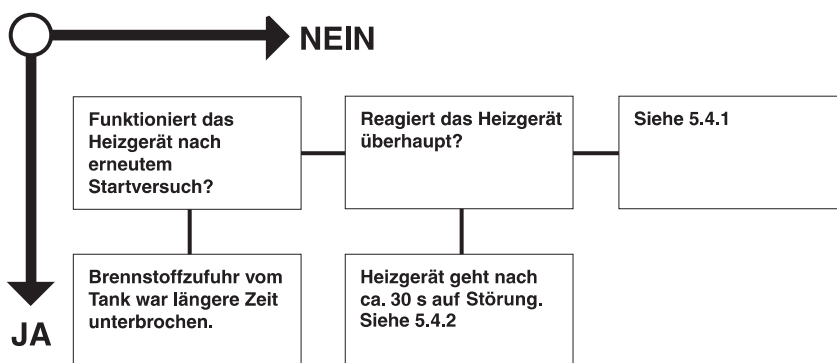 NEIN
Funktioniert das
Heizgerät nach
erneutem
Startversuch?
Reagiert das Heizgerät
überhaupt?
Siehe 5.4.1
Brennstoffzufuhr vom
Tank war längere Zeit
unterbrochen.
Heizgerät geht nach
ca. 30 s auf Störung.
Siehe 5.4.2
JA